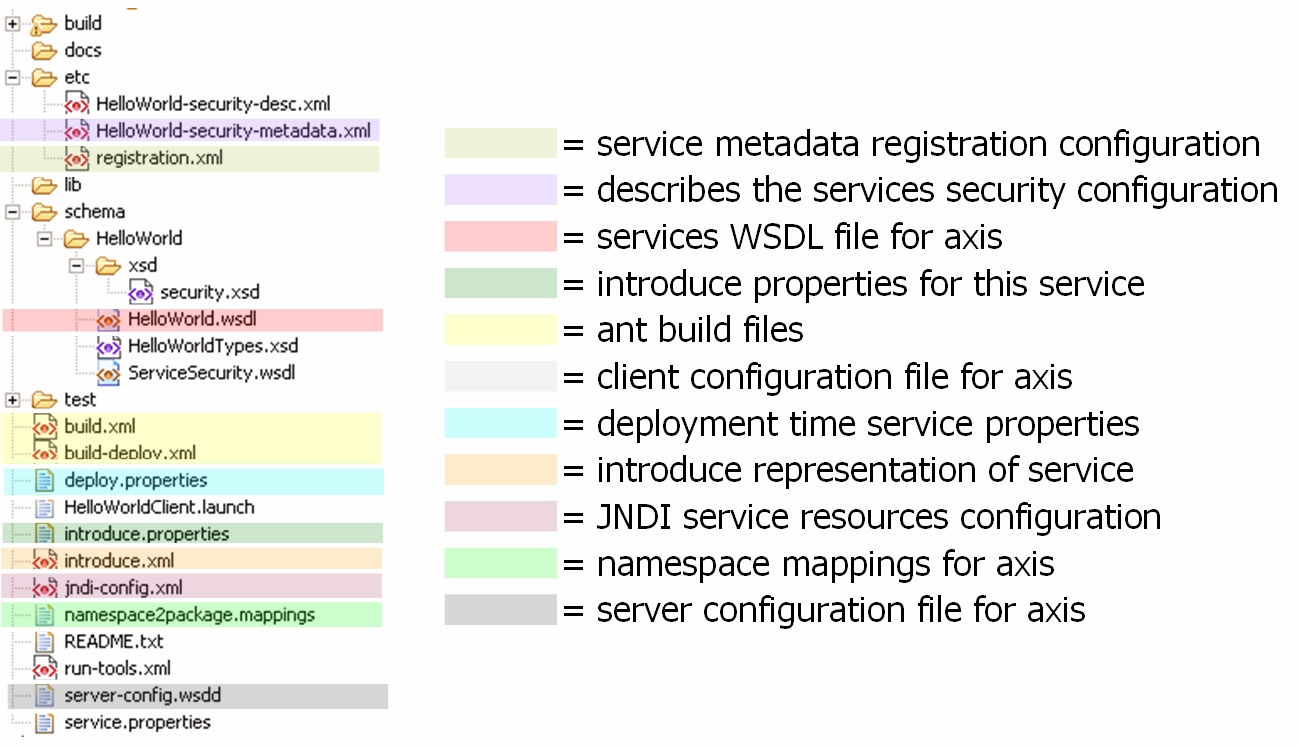 build
docs
etc
HelloWorld-security-desc.xml
HelloWorld-security-metadata.xml
registration.xml
lib
schema
HelloWorld
xsd
security.xsd
HelloWorld.wsdl
HelloWorldTypes.xsd
ServiceSecurity.wsdl
test
build.xml
build-deploy.xml
deploy.properties
HelloWorldClient.launch
introduce.properties
introduce.xml
jndi-config.xml
namespace2package.mappings
README.txt
run-tools.xml
server-config.wsdd
service.properties
= service metadata registration configuration
= describes the services security configuration
= services WSDL file for axis
= introduce properties for this service
= ant build files
= client configuration file for axis
= deployment time service properties
= introduce representation of service
= JNDI service resources configuration
= namespace mappings for axis
= server configuration file for axis